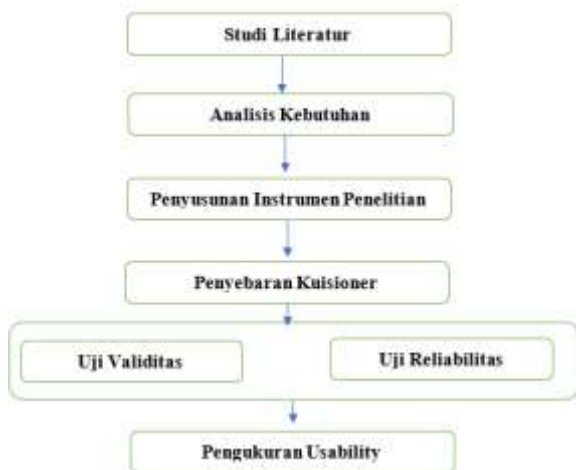 Studi Literatur
Analisis Kebutuhan
Penyusunan Instrumen Penelitian
Penyebaran Kuisioner
Uji Validitas
Uji Reliabilitas
Pengukuran Usability